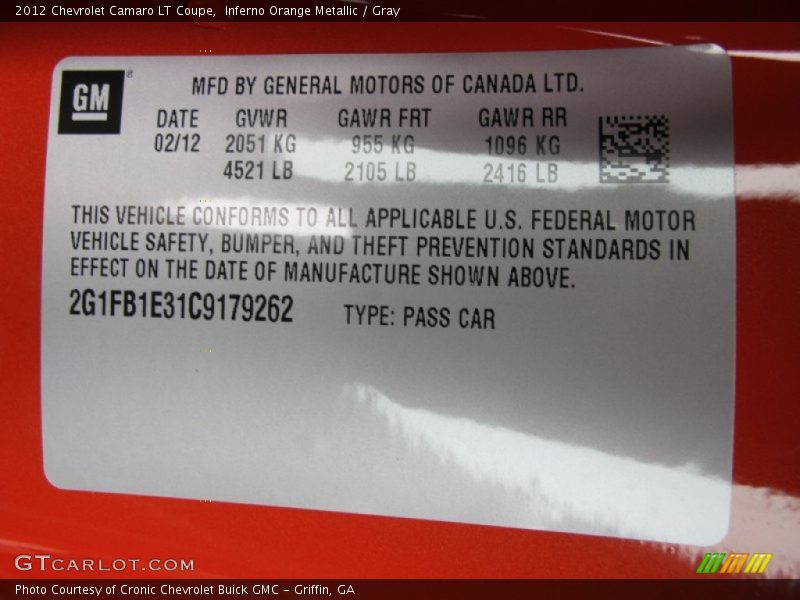 2012 Chevrolet Camaro LT Coupe,  Inferno Orange Metallic / Gray
GM®
MFD BY GENERAL MOTORS OF CANADA LTD.
DATE GVWR GAWR FRT GAWR RR
02/12 2051 KG 955 KG 1096 KG
4521 LB 2105 LB 2416 LB
THIS VEHICLE CONFORMS TO ALL APPLICABLE U.S. FEDERAL MOTOR
VEHICLE SAFETY, BUMPER, AND THEFT PREVENTION STANDARDS IN
EFFECT ON THE DATE OF MANUFACTURE SHOWN ABOVE.
2G1FB1E31C9179262 TYPE: PASS CAR
GTCARLOT.COM
Photo Courtesy of Cronic Chevrolet Buick GMC – Griffin, GA